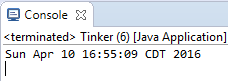 Console
<terminated> Tinker (6) [Java Application]
Sun Apr 10 16:55:09 CDT 2016